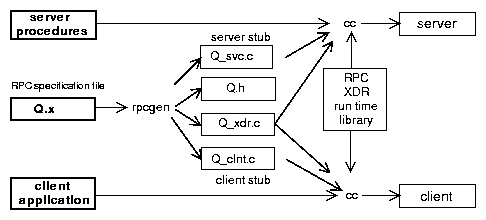 server
procedures
cc
server
server stub
Q_svc.c
RPC specification file
Q.h
RPC
XDR
run time
library
Q.x
rpcgen
Q_xdr.c
Q_clnt.c
client stub
client
application
cc
client